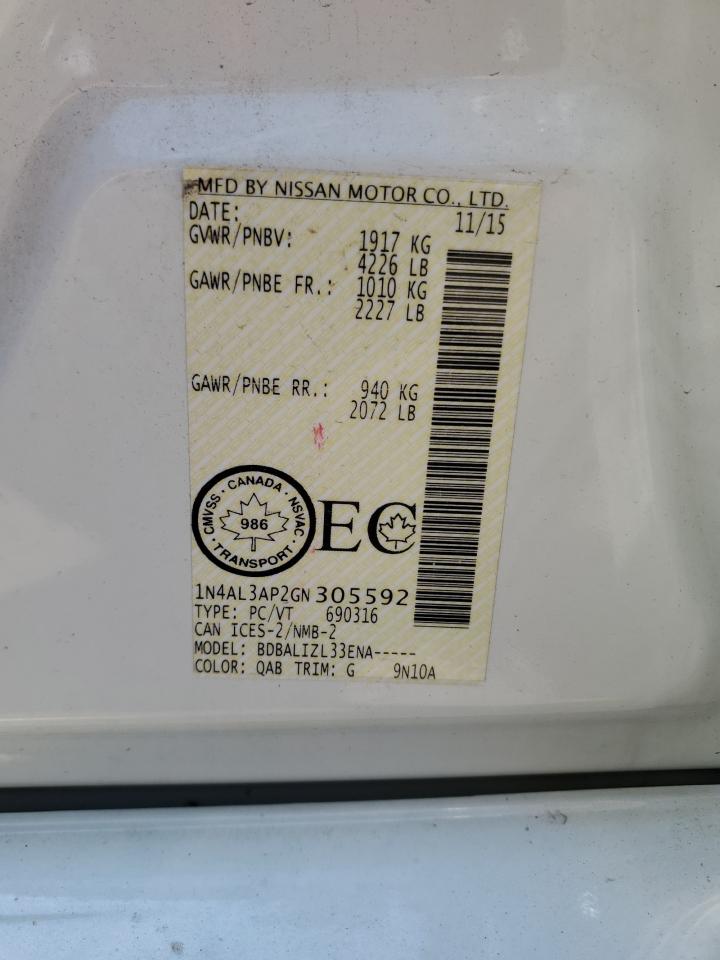 MFD BY NISSAN MOTOR CO., LTD.
DATE: 11/15
GVWR/PNBV: 1917 KG
4226 LB
GAWR/PNBE FR.: 1010 KG
2227 LB
GAWR/PNBE RR.: 940 KG
2072 LB
CMVSS · CANADA · NSVAC · TRANSPORT ·
986
EC
1N4AL3AP2GN305592
TYPE: PC/VT 690316
CAN ICES-2/NMB-2
MODEL: BDBALIZL33ENA-----
COLOR: QAB TRIM: G 9N10A